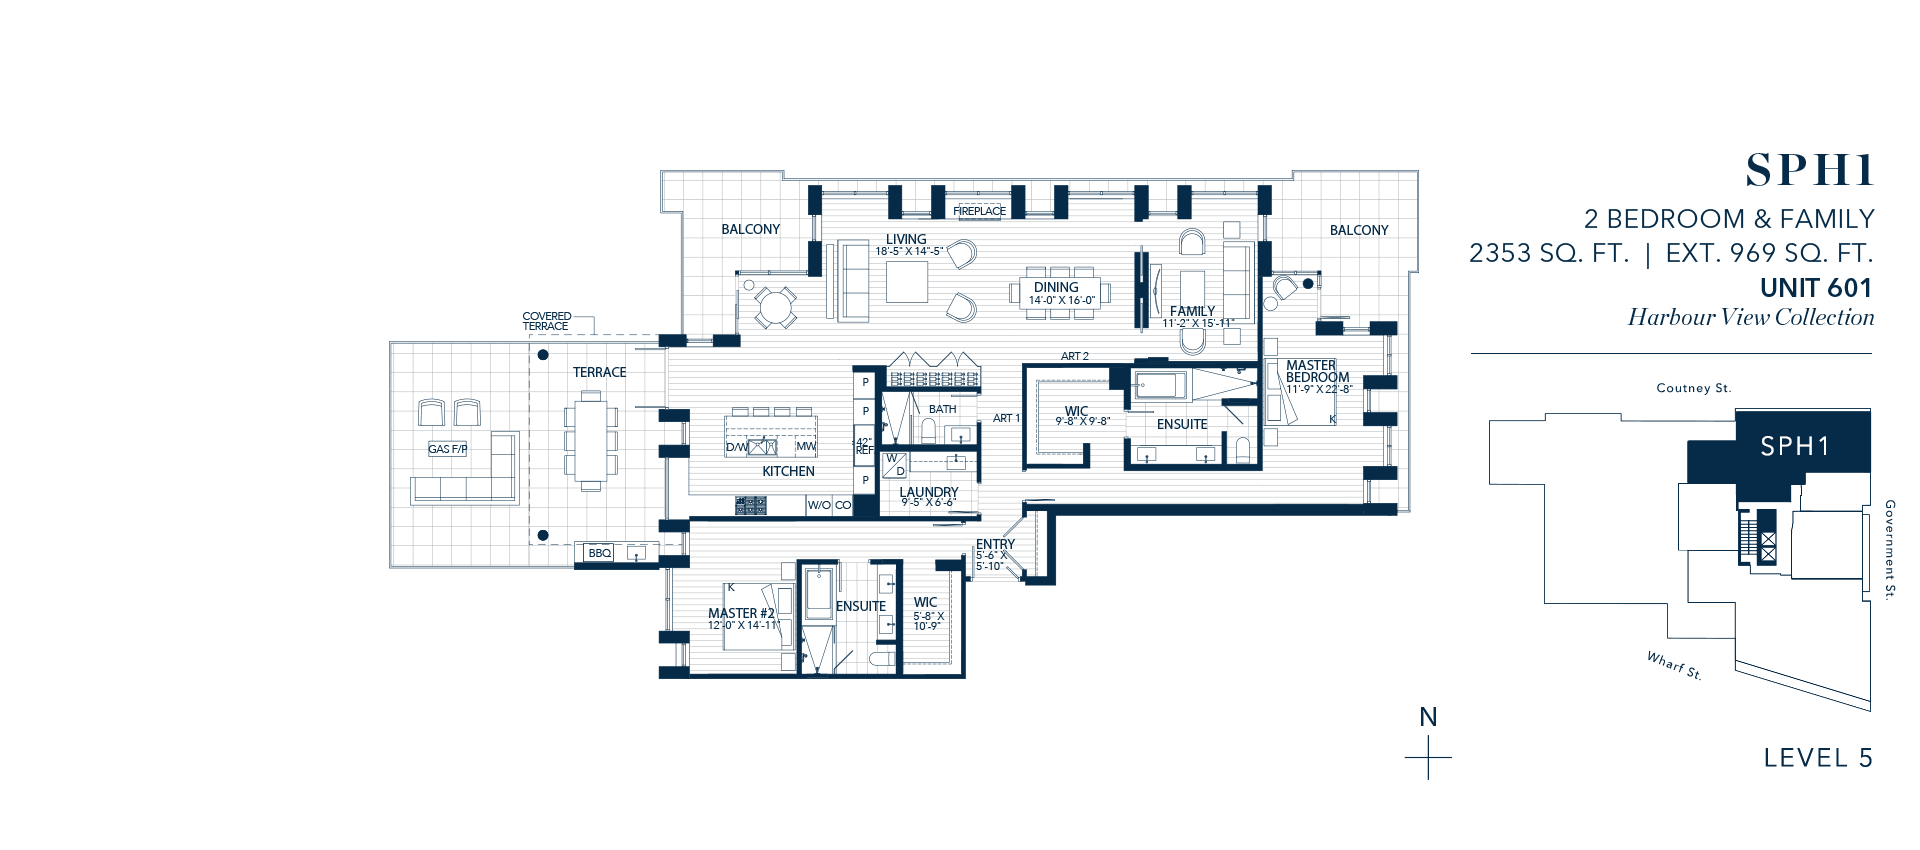 SPH1
2 BEDROOM & FAMILY
2353 SQ. FT. | EXT. 969 SQ. FT.
UNIT 601
Harbour View Collection
BALCONY
FIREPLACE
LIVING
18'-5" X 14'-5"
DINING
14'-0" X 16'-0"
FAMILY
11'-2" X 15'-11"
BALCONY
COVERED
TERRACE
TERRACE
GAS F/P
BBQ
ART 2
MASTER
BEDROOM
11'-9" X 22'-8"
K
P
P
42"
REF
P
BATH
ART 1
WIC
9'-8" X 9'-8"
ENSUITE
D/W
MW
KITCHEN
W/O
CO
W
D
LAUNDRY
9'-5" X 6'-6"
ENTRY
5'-6" X
5'-10"
K
MASTER #2
12'-0" X 14'-11"
ENSUITE
WIC
5'-8" X
10'-9"
Coutney St.
SPH1
Government St.
Wharf St.
N
LEVEL 5